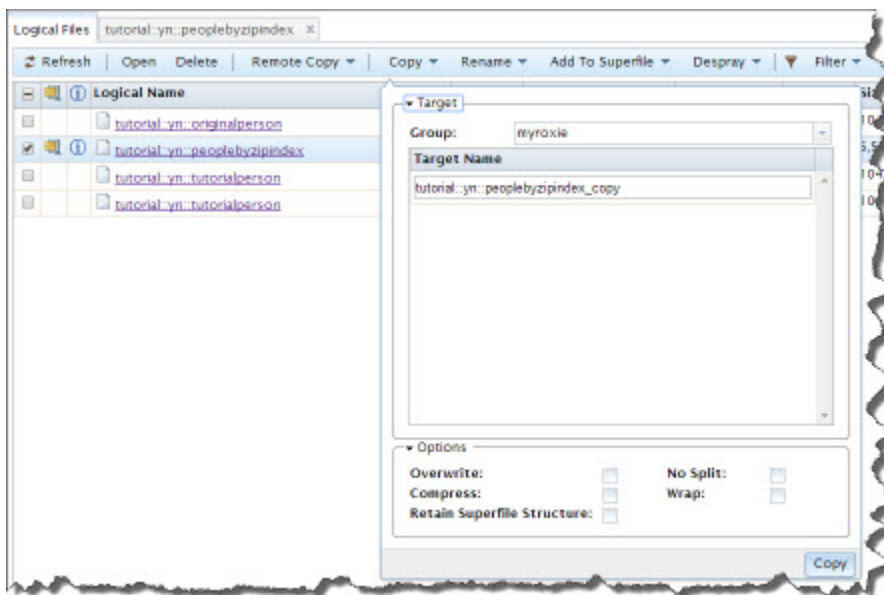 Logical Files tutorial::yn::peoplebyzipindex
Refresh Open Delete Remote Copy Copy Rename Add To Superfile Despray Filter
Logical Name
tutorial::yn::originalperson
tutorial::yn::peoplebyzipindex
tutorial::yn::tutorialperson
tutorial::yn::tutorialperson
Target
Group: myroxie
Target Name
tutorial::yn::peoplebyzipindex_copy
Options
Overwrite: No Split:
Compress: Wrap:
Retain Superfile Structure:
Copy